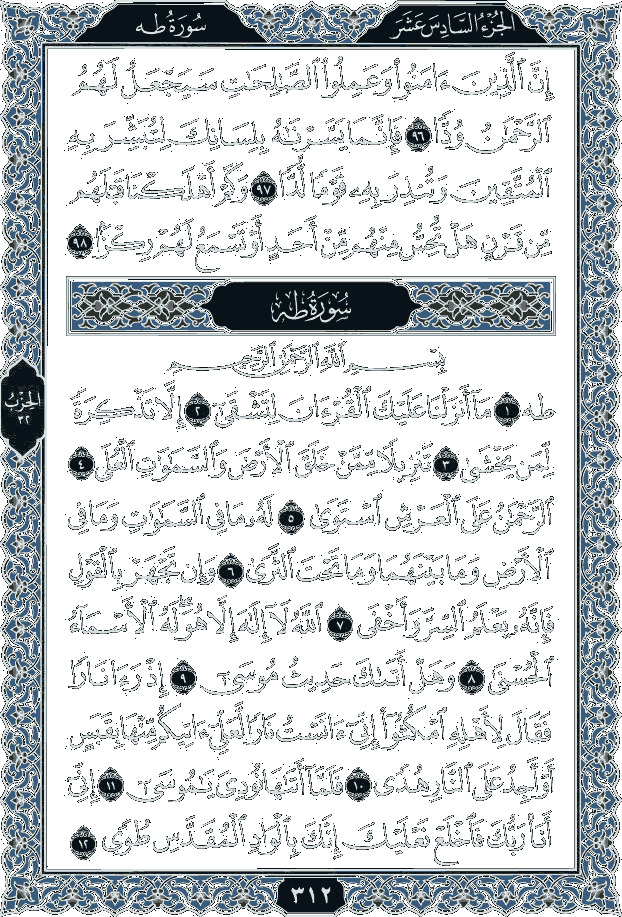 الجزء السادس عشر
سورة طه
إِنَّ ٱلَّذِينَ ءَامَنُوا۟ وَعَمِلُوا۟ ٱلصَّـٰلِحَـٰتِ سَيَجْعَلُ لَهُمُ
ٱلرَّحْمَـٰنُ وُدًّا ٩٦ فَإِنَّمَا يَسَّرْنَـٰهُ بِلِسَانِكَ لِتُبَشِّرَ بِهِ
ٱلْمُتَّقِينَ وَتُنذِرَ بِهِۦ قَوْمًا لُّدًّا ٩٧ وَكَمْ أَهْلَكْنَا قَبْلَهُم
مِّن قَرْنٍ هَلْ تُحِسُّ مِنْهُم مِّنْ أَحَدٍ أَوْ تَسْمَعُ لَهُمْ رِكْزًۢا ٩٨
سُورَةُ طه
بِسْمِ ٱللَّهِ ٱلرَّحْمَـٰنِ ٱلرَّحِيمِ
طه ١ مَآ أَنزَلْنَا عَلَيْكَ ٱلْقُرْءَانَ لِتَشْقَىٰٓ ٢ إِلَّا تَذْكِرَةً
لِّمَن يَخْشَىٰ ٣ تَنزِيلًا مِّمَّنْ خَلَقَ ٱلْأَرْضَ وَٱلسَّمَـٰوَٰتِ ٱلْعُلَى ٤
ٱلرَّحْمَـٰنُ عَلَى ٱلْعَرْشِ ٱسْتَوَىٰ ٥ لَهُۥ مَا فِى ٱلسَّمَـٰوَٰتِ وَمَا فِى
ٱلْأَرْضِ وَمَا بَيْنَهُمَا وَمَا تَحْتَ ٱلثَّرَىٰ ٦ وَإِن تَجْهَرْ بِٱلْقَوْلِ
فَإِنَّهُۥ يَعْلَمُ ٱلسِّرَّ وَأَخْفَى ٧ ٱللَّهُ لَآ إِلَـٰهَ إِلَّا هُوَ ۖ لَهُ ٱلْأَسْمَآءُ
ٱلْحُسْنَىٰ ٨ وَهَلْ أَتَىٰكَ حَدِيثُ مُوسَىٰٓ ٩ إِذْ رَءَا نَارًا
فَقَالَ لِأَهْلِهِ ٱمْكُثُوٓا۟ إِنِّىٓ ءَانَسْتُ نَارًا لَّعَلِّىٓ ءَاتِيكُم مِّنْهَا بِقَبَسٍ
أَوْ أَجِدُ عَلَى ٱلنَّارِ هُدًى ١٠ فَلَمَّآ أَتَىٰهَا نُودِىَ يَـٰمُوسَىٰٓ ١١ إِنِّىٓ
أَنَا۠ رَبُّكَ فَٱخْلَعْ نَعْلَيْكَ ۖ إِنَّكَ بِٱلْوَادِ ٱلْمُقَدَّسِ طُوًى ١٢
الحزب
٣٢
٣١٢